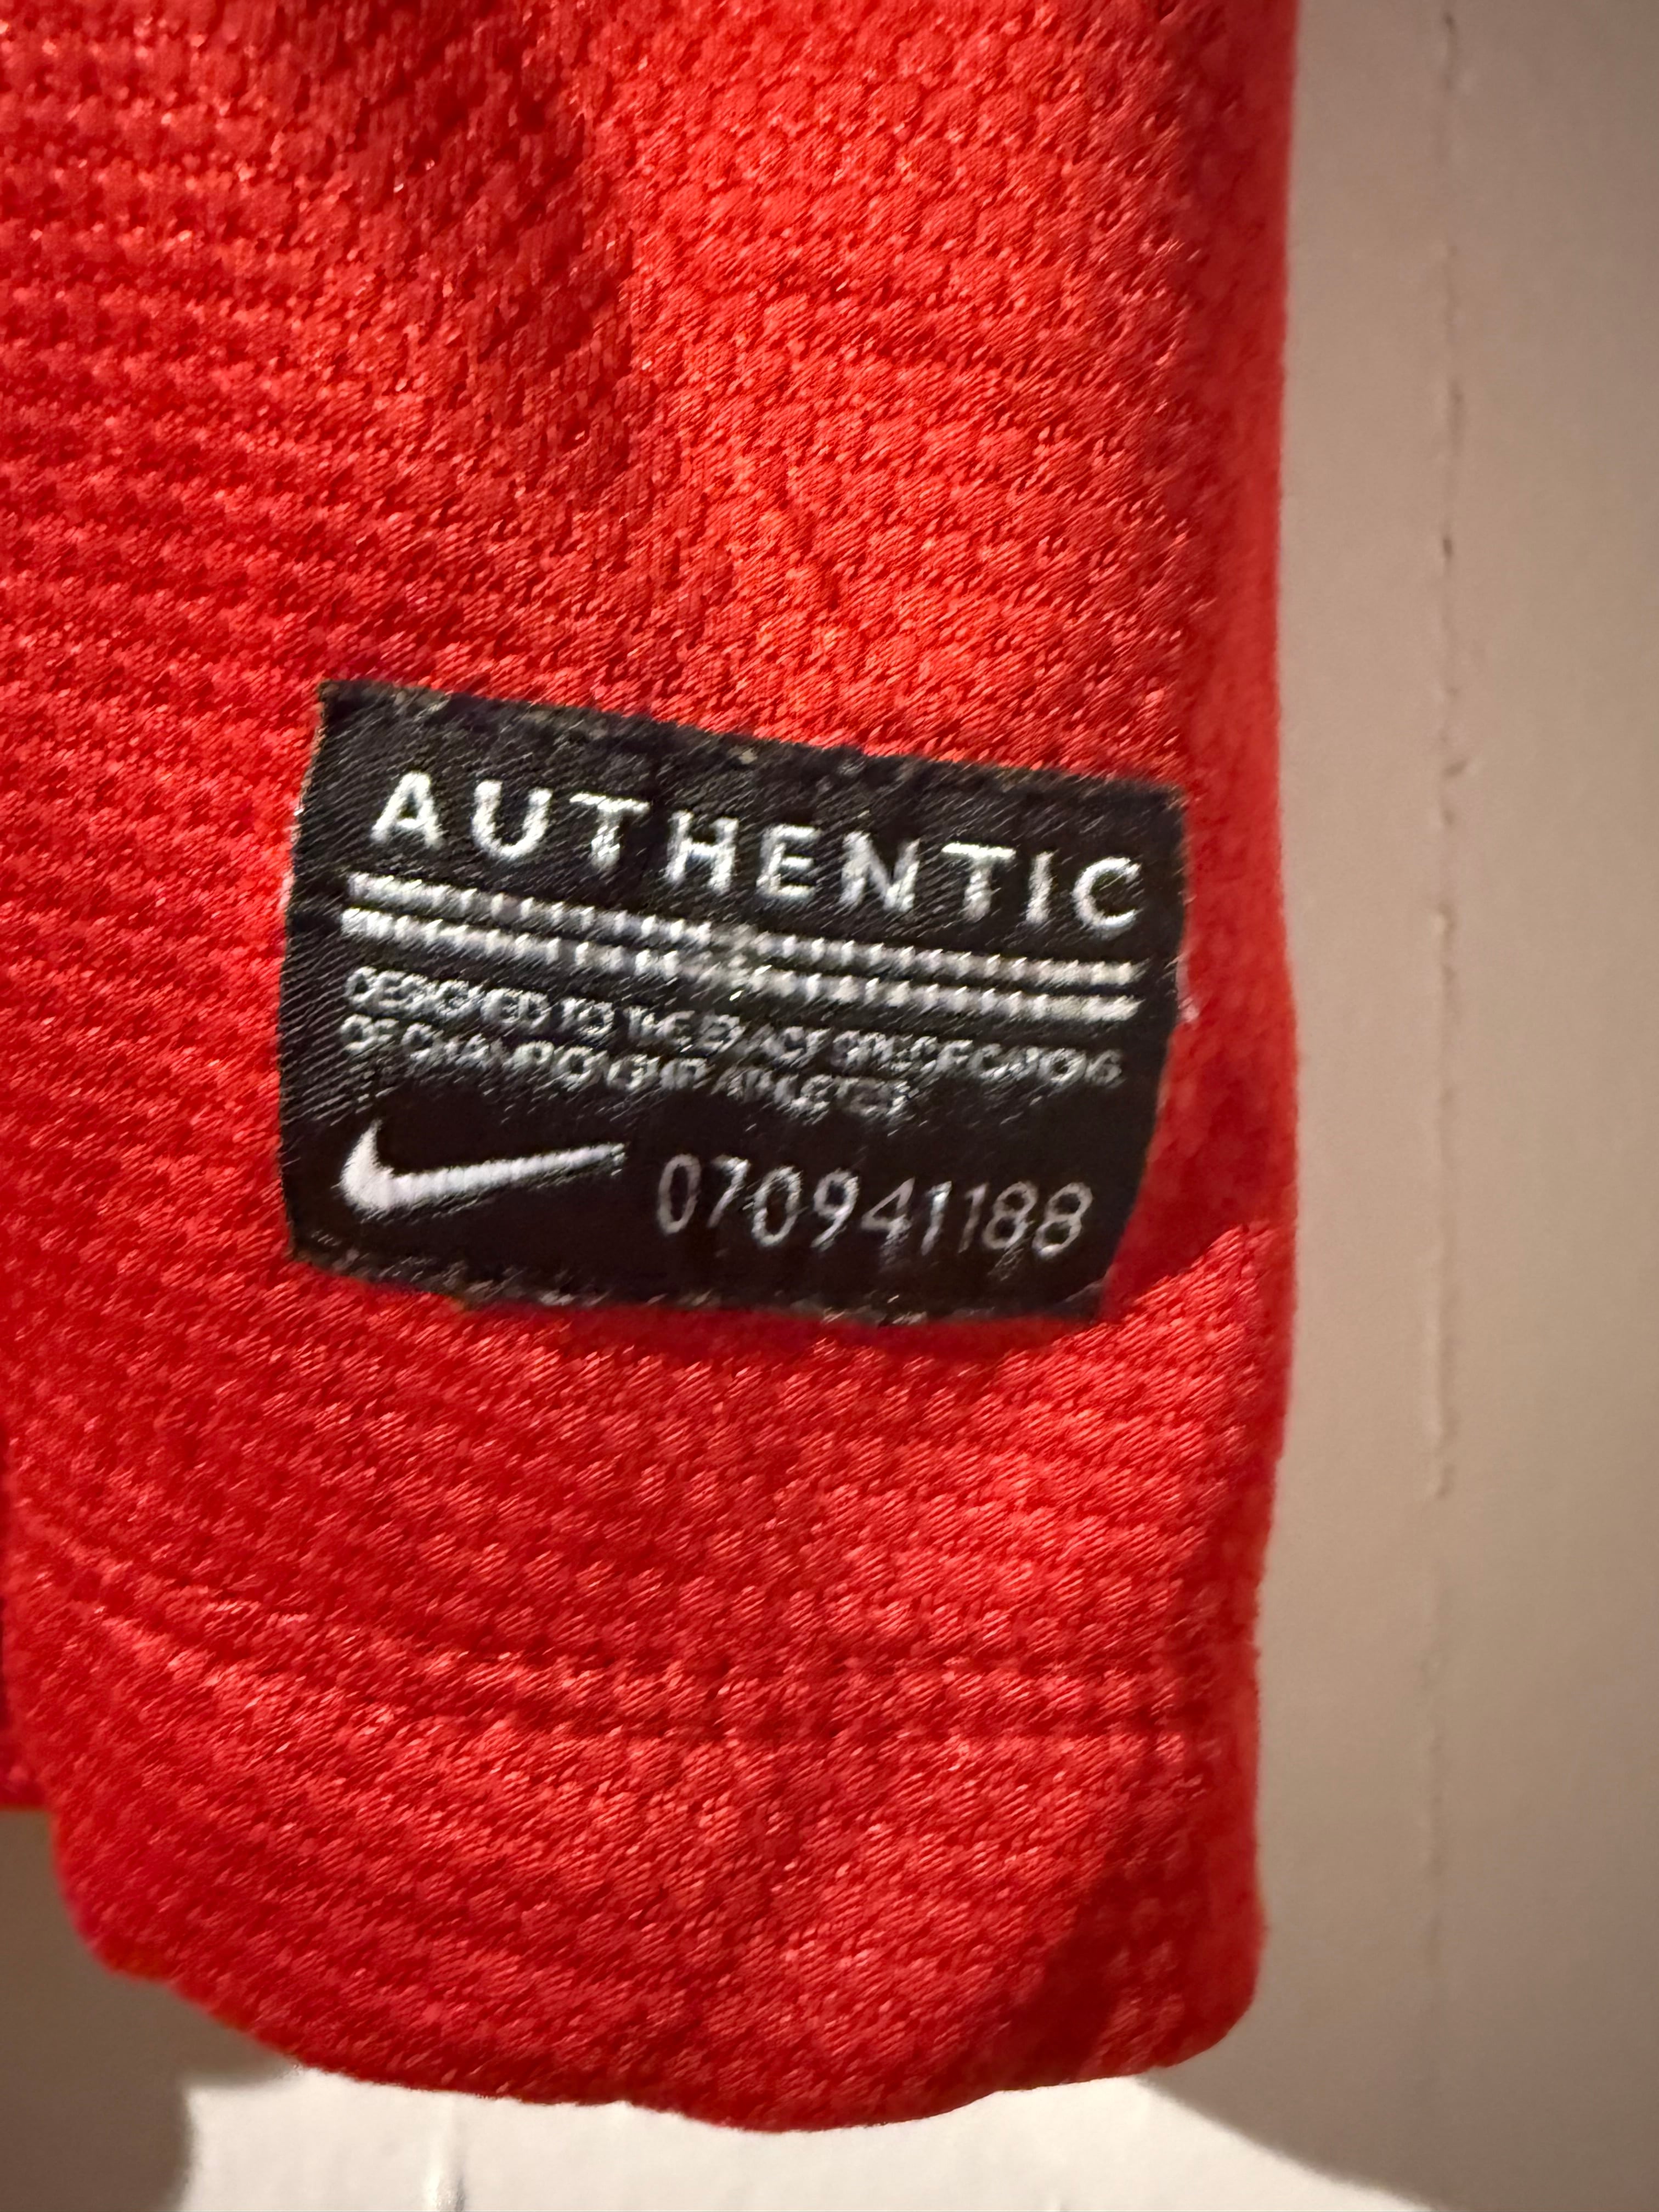 AUTHENTIC
DESIGNED TO THE EXACT SPECIFICATIONS
OF CHAMPIONSHIP ATHLETES
070941188